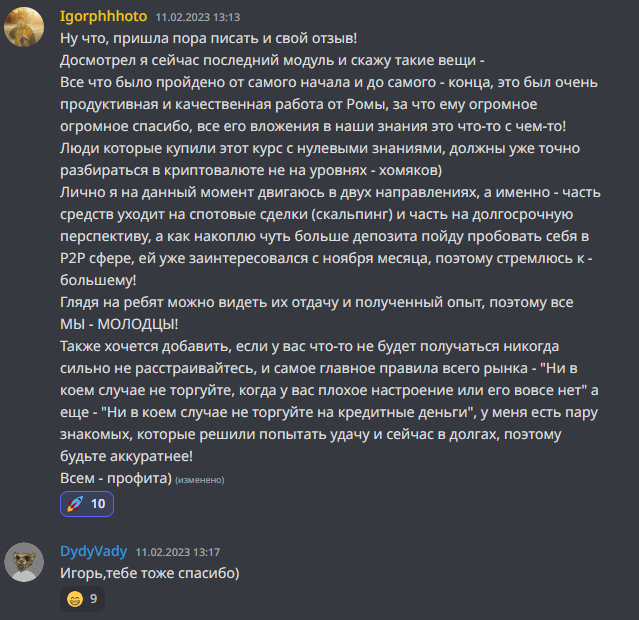 Igorphhhoto 11.02.2023 13:13
Ну что, пришла пора писать и свой отзыв!
Досмотрел я сейчас последний модуль и скажу такие вещи -
Все что было пройдено от самого начала и до самого - конца, это был очень
продуктивная и качественная работа от Ромы, за что ему огромное
огромное спасибо, все его вложения в наши знания это что-то с чем-то!
Люди которые купили этот курс с нулевыми знаниями, должны уже точно
разбираться в криптовалюте не на уровнях - хомяков)
Лично я на данный момент двигаюсь в двух направлениях, а именно - часть
средств уходит на спотовые сделки (скальпинг) и часть на долгосрочную
перспективу, а как накоплю чуть больше депозита пойду пробовать себя в
P2P сфере, ей уже заинтересовался с ноября месяца, поэтому стремлюсь к -
большему!
Глядя на ребят можно видеть их отдачу и полученный опыт, поэтому все
МЫ - МОЛОДЦЫ!
Также хочется добавить, если у вас что-то не будет получаться никогда
сильно не расстраивайтесь, и самое главное правила всего рынка - "Ни в
коем случае не торгуйте, когда у вас плохое настроение или его вовсе нет" а
еще - "Ни в коем случае не торгуйте на кредитные деньги", у меня есть пару
знакомых, которые решили попытать удачу и сейчас в долгах, поэтому
будьте аккуратнее!
Всем - профита) (изменено)
10
DydyVady 11.02.2023 13:17
Игорь,тебе тоже спасибо)
9